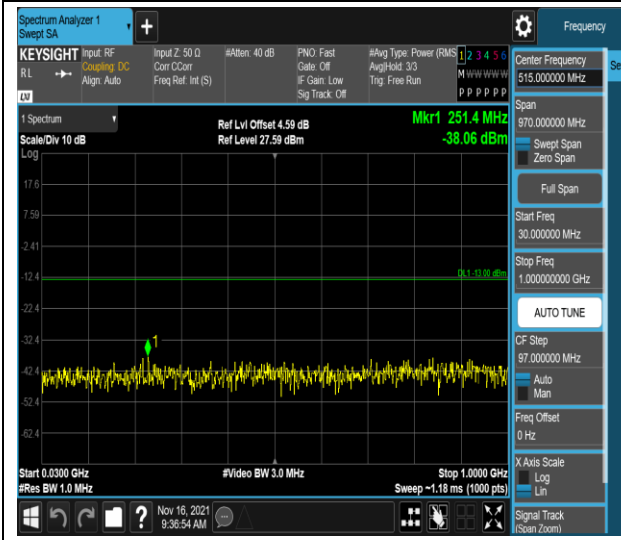 Spectrum Analyzer 1
Swept SA
Frequency
KEYSIGHT
RL
LXI
Input: RF
Coupling: DC
Align: Auto
Input Z: 50 Ω
Corr CCorr
Freq Ref: Int (S)
#Atten: 40 dB
PNO: Fast
Gate: Off
IF Gain: Low
Sig Track: Off
#Avg Type: Power (RMS
Avg|Hold: 3/3
Trig: Free Run
1 2 3 4 5 6
M W W W W W
P P P P P P
1 Spectrum
Scale/Div 10 dB
Log
Ref Lvl Offset 4.59 dB
Ref Level 27.59 dBm
Mkr1 251.4 MHz
-38.06 dBm
17.6
7.59
-2.41
-12.4
DL1 -13.00 dBm
-22.4
-32.4
1
-42.4
-52.4
-62.4
Start 0.0300 GHz
#Res BW 1.0 MHz
#Video BW 3.0 MHz
Stop 1.0000 GHz
Sweep ~1.18 ms (1000 pts)
Nov 16, 2021
9:36:54 AM
Center Frequency
515.000000 MHz
Se
Span
970.000000 MHz
Swept Span
Zero Span
Full Span
Start Freq
30.000000 MHz
Stop Freq
1.000000000 GHz
AUTO TUNE
CF Step
97.000000 MHz
Auto
Man
Freq Offset
0 Hz
X Axis Scale
Log
Lin
Signal Track
(Span Zoom)